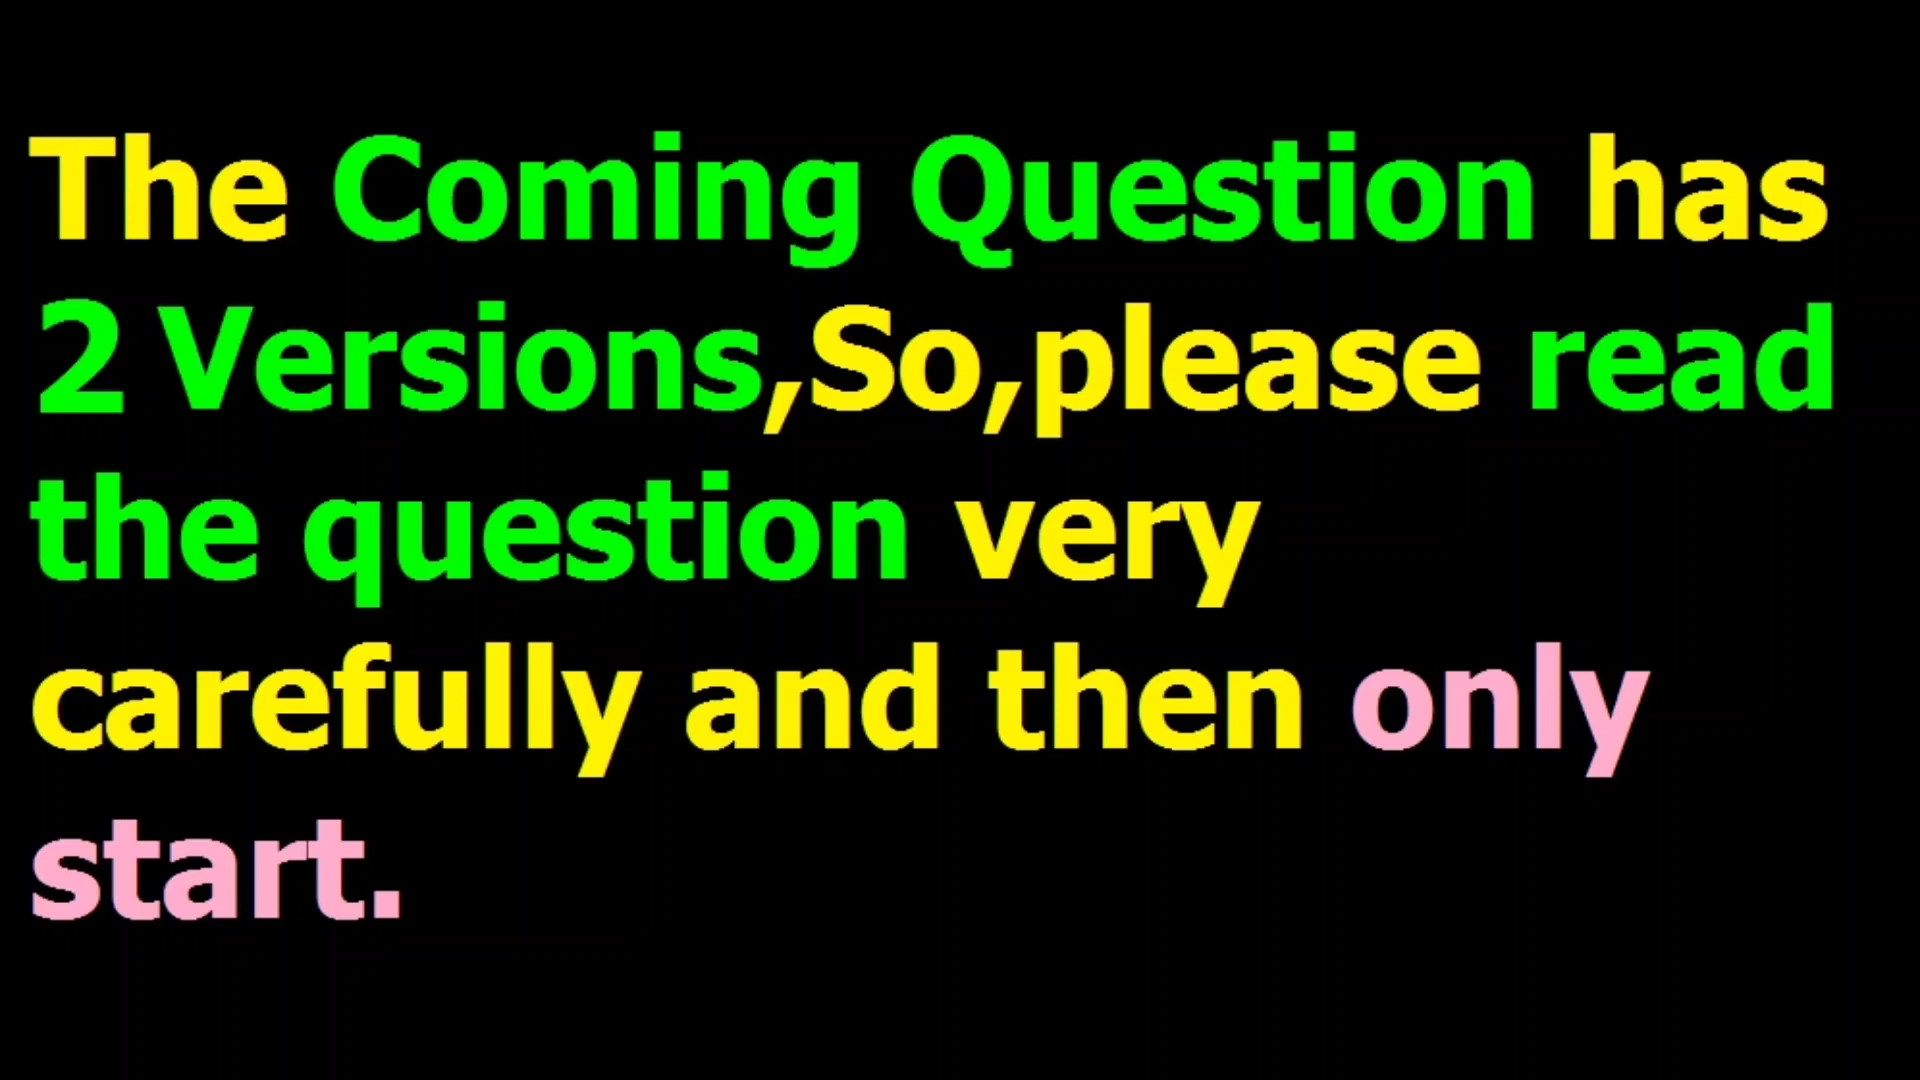 The Coming Question has
2 Versions,So,please read
the question very
carefully and then only
start.